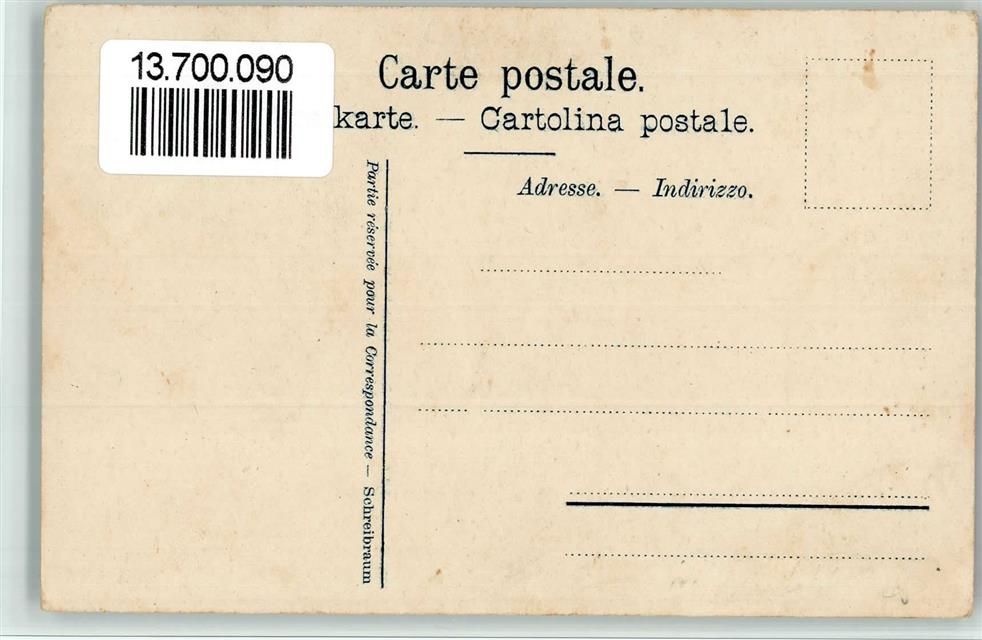 13.700.090
Carte postale.
karte. — Cartolina postale.
Adresse. — Indirizzo.
Partie réservée pour la Correspondance — Schreibraum